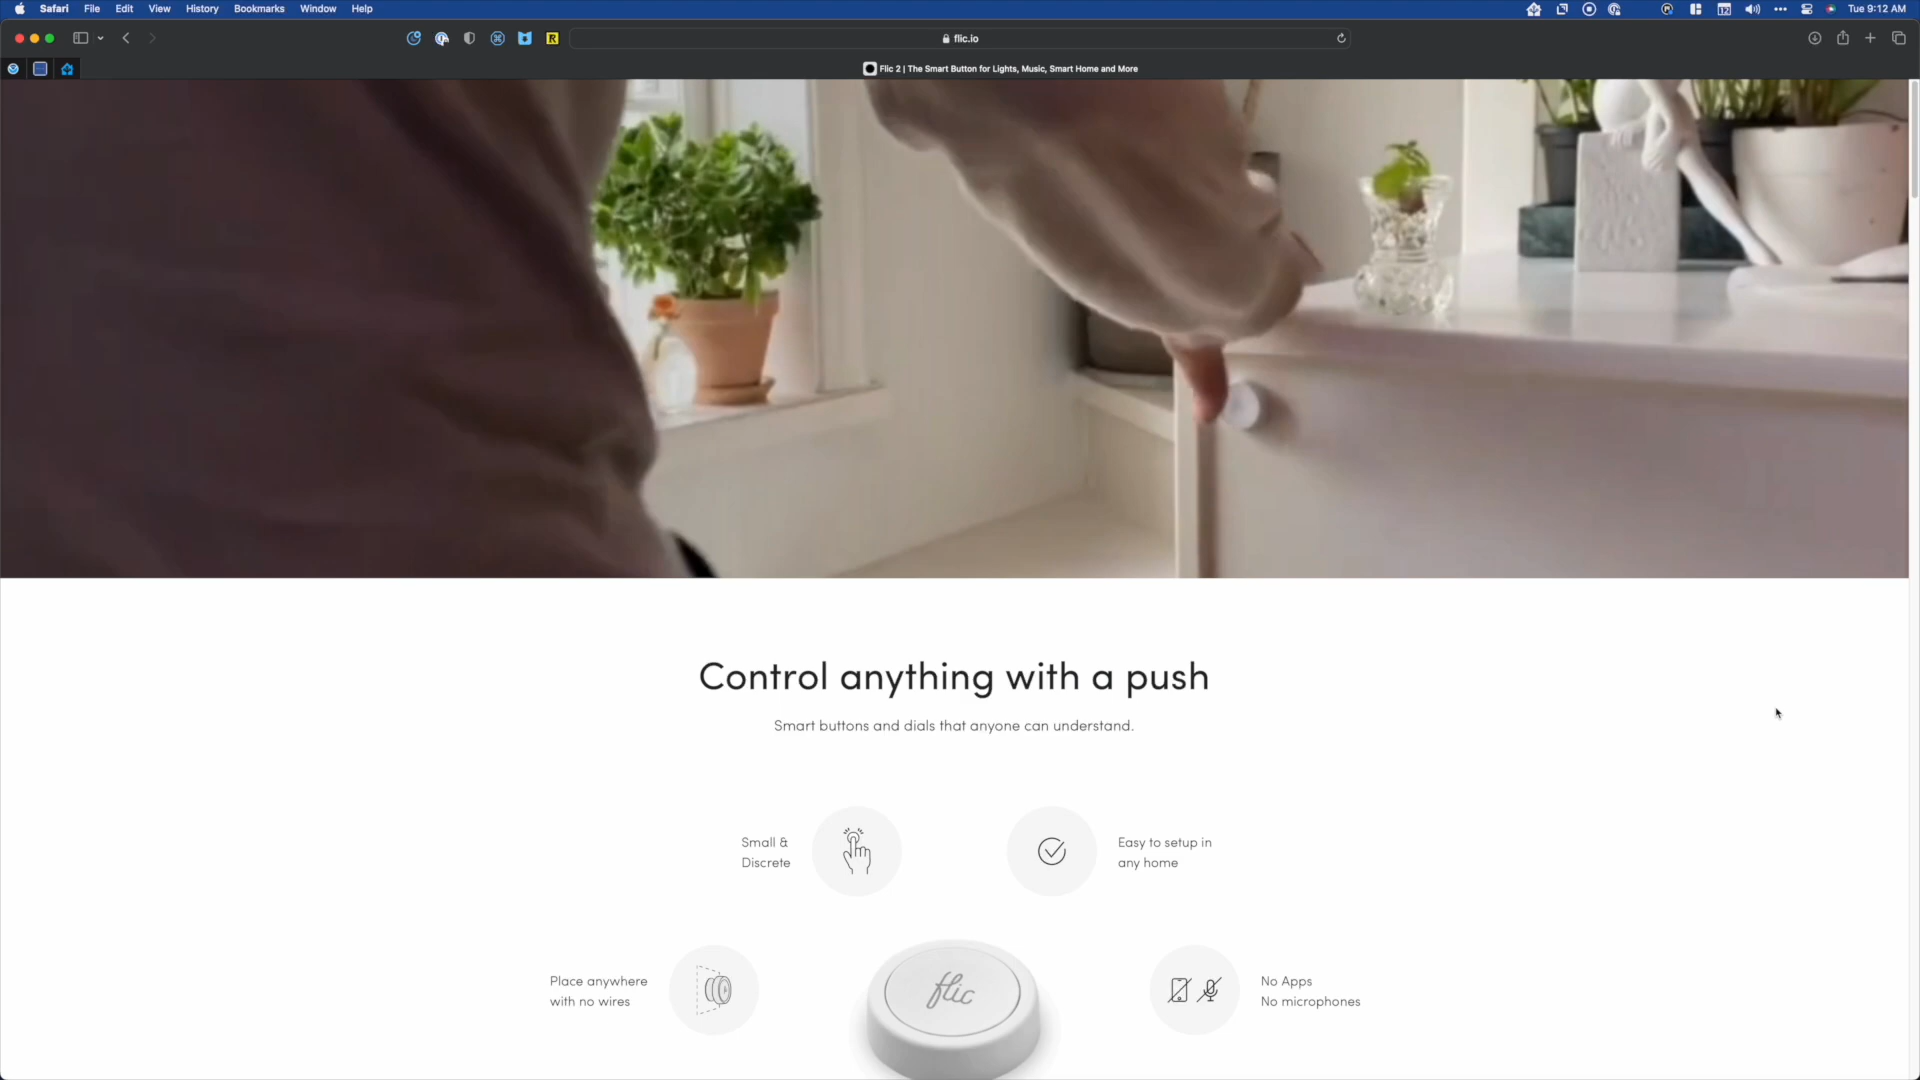 Safari File Edit View History Bookmarks Window Help
12
Tue 9:12 AM
R
flic.io
Flic 2 | The Smart Button for Lights, Music, Smart Home and More
Control anything with a push
Smart buttons and dials that anyone can understand.
Small &
Discrete
Easy to setup in
any home
Place anywhere
with no wires
flic
No Apps
No microphones